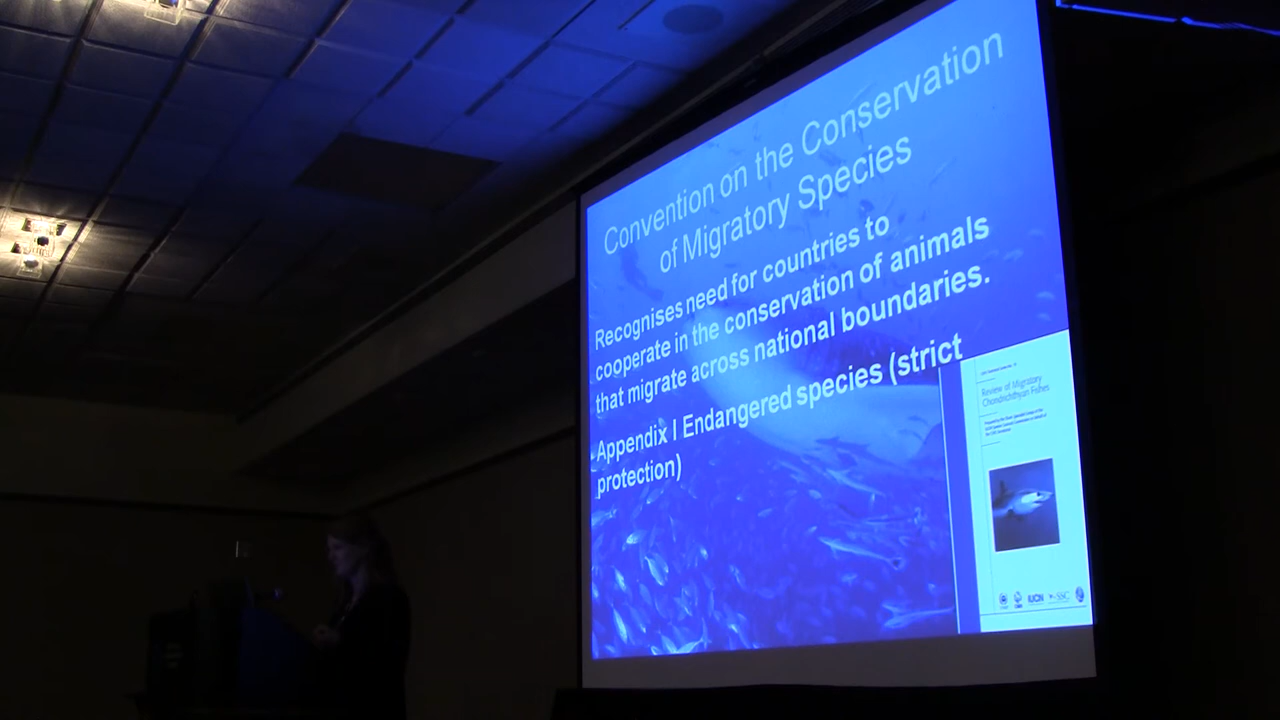 Convention on the Conservation
of Migratory Species
Recognises need for countries to
cooperate in the conservation of animals
that migrate across national boundaries.
Appendix I Endangered species (strict
protection)
Review of Migratory
Chondrichthyan Fishes
IUCN
SSC